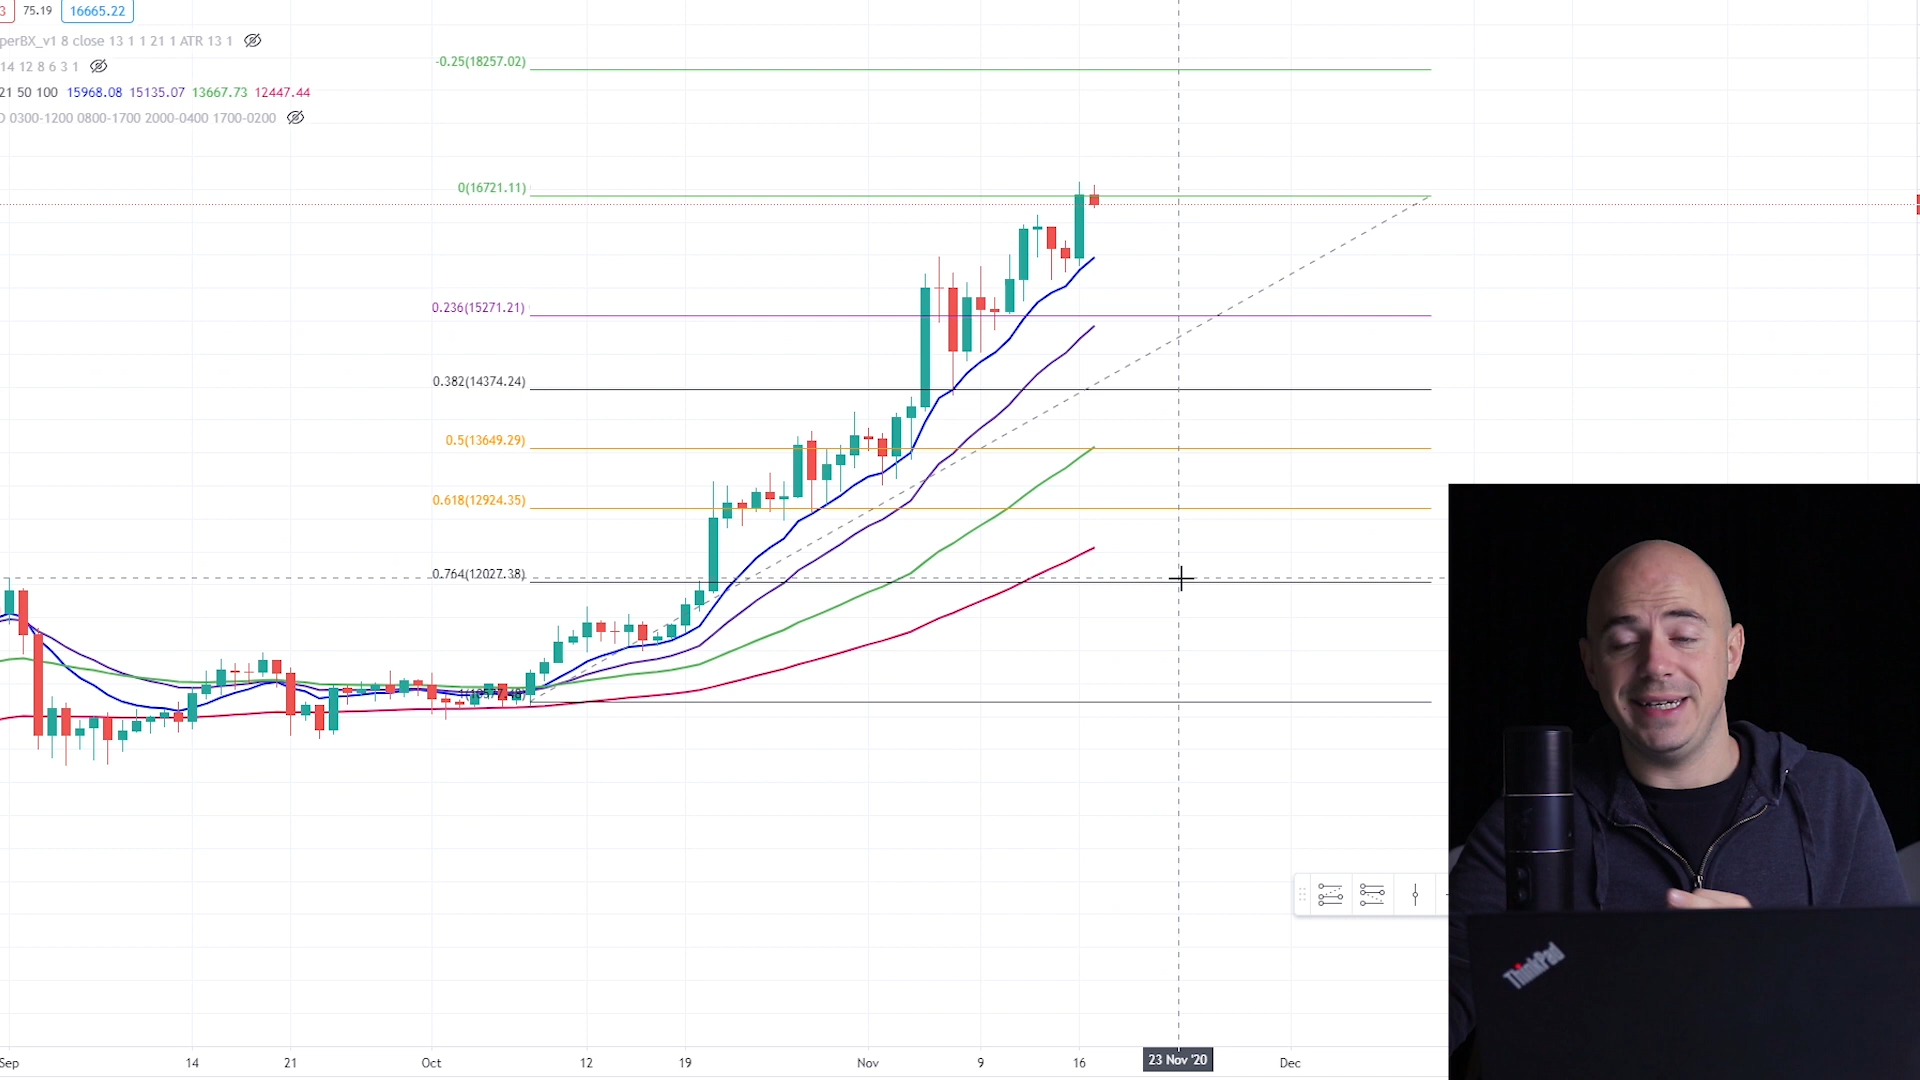 3 75.19 16665.22
perBX_v1 8 close 13 1 1 21 1 ATR 13 1
14 12 8 6 3 1
21 50 100 15968.08 15135.07 13667.73 12447.44
0300-1200 0800-1700 2000-0400 1700-0200
-0.25(18257.02)
0(16721.11)
0.236(15271.21)
0.382(14374.24)
0.5(13649.29)
0.618(12924.35)
0.764(12027.38)
Sep 14 21 Oct 12 19 Nov 9 16 23 Nov '20 Dec
ThinkPad